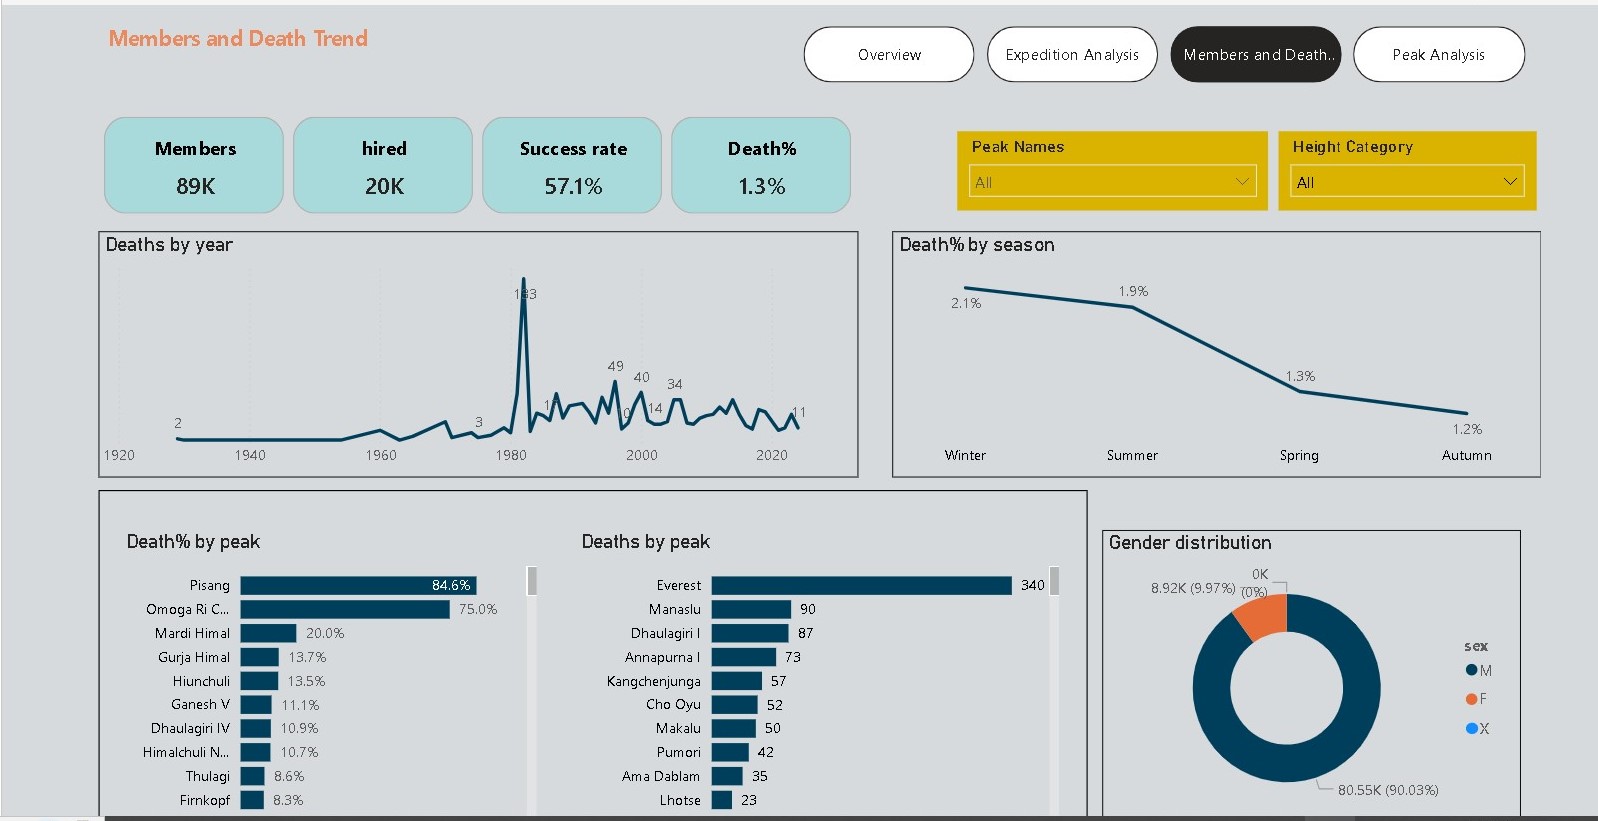 Members and Death Trend
Overview
Expedition Analysis
Members and Death..
Peak Analysis
Members
89K
hired
20K
Success rate
57.1%
Death%
1.3%
Peak Names
All
Height Category
All
Deaths by year
2
3
49
40
14
34
11
1920 1940 1960 1980 2000 2020
Death% by season
2.1%
1.9%
1.3%
1.2%
Winter Summer Spring Autumn
Death% by peak
Pisang 84.6%
Omoga Ri C... 75.0%
Mardi Himal 20.0%
Gurja Himal 13.7%
Hiunchuli 13.5%
Ganesh V 11.1%
Dhaulagiri IV 10.9%
Himalchuli N... 10.7%
Thulagi 8.6%
Firnkopf 8.3%
Deaths by peak
Everest 340
Manaslu 90
Dhaulagiri I 87
Annapurna I 73
Kangchenjunga 57
Cho Oyu 52
Makalu 50
Pumori 42
Ama Dablam 35
Lhotse 23
Gender distribution
0K
(0%)
8.92K (9.97%)
80.55K (90.03%)
sex
M
F
X